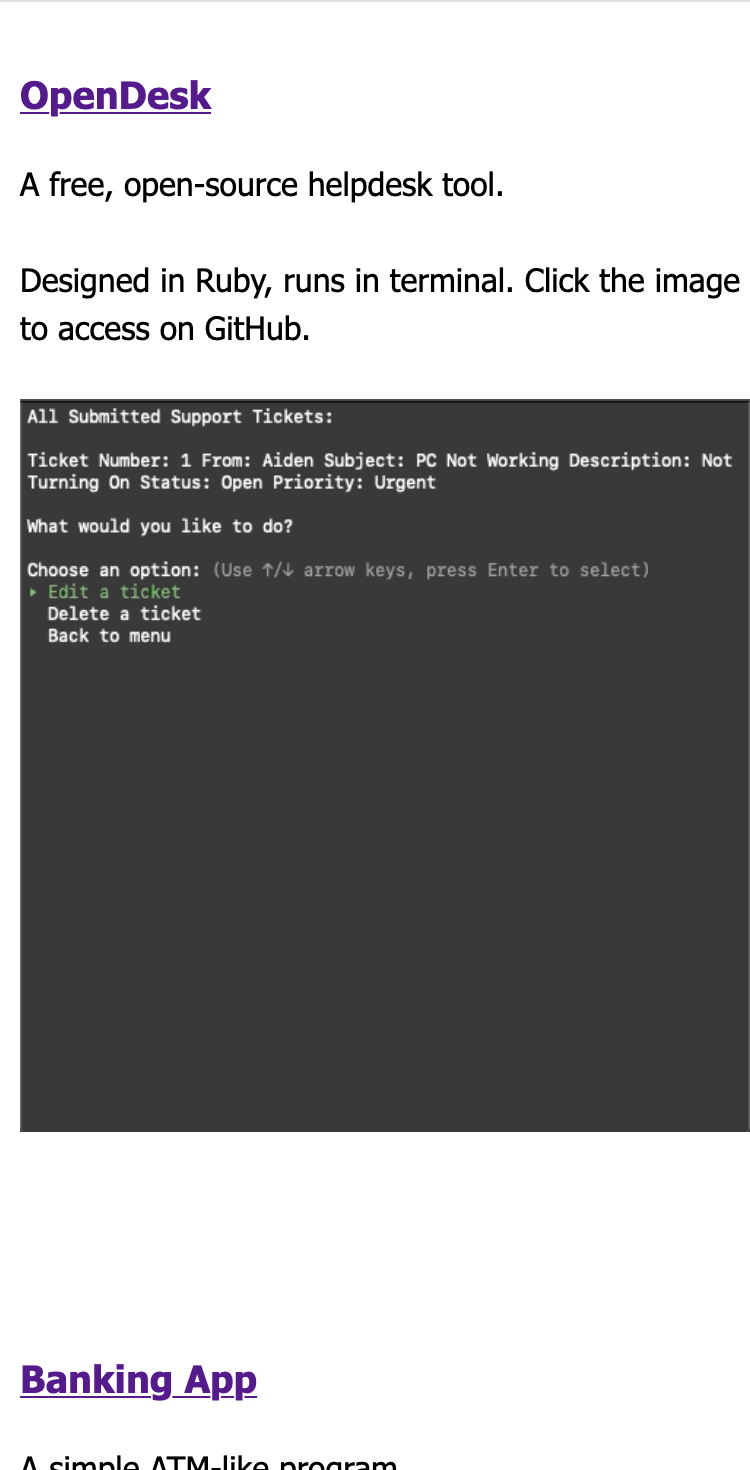 OpenDesk
A free, open-source helpdesk tool.
Designed in Ruby, runs in terminal. Click the image
to access on GitHub.
All Submitted Support Tickets:
Ticket Number: 1 From: Aiden Subject: PC Not Working Description: Not
Turning On Status: Open Priority: Urgent
What would you like to do?
Choose an option: (Use ↑/↓ arrow keys, press Enter to select)
‣ Edit a ticket
Delete a ticket
Back to menu
Banking App
A simple ATM-like program